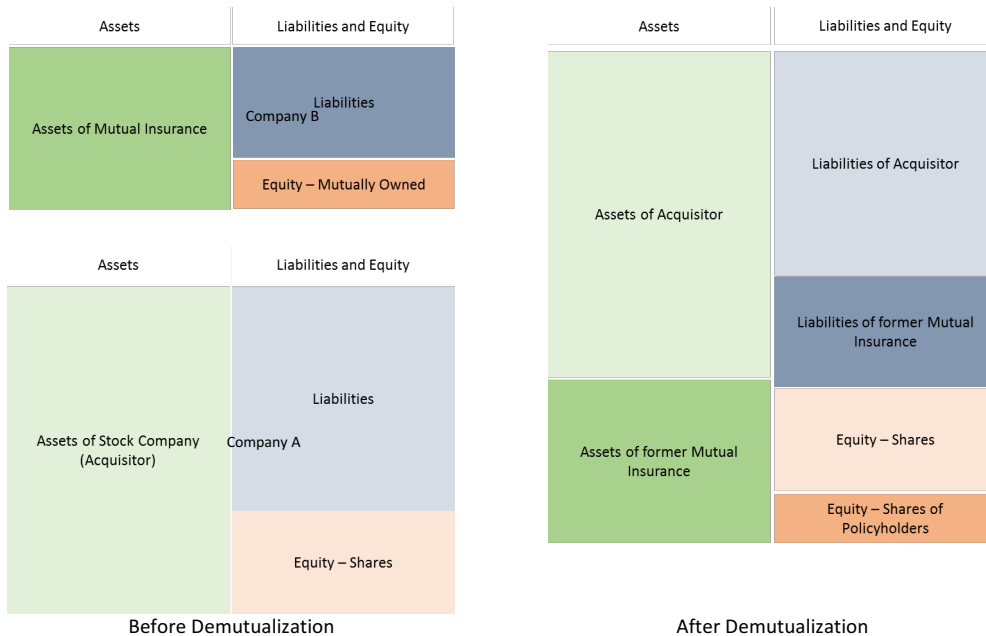 Assets
Liabilities and Equity
Assets of Mutual Insurance
Liabilities
Company B
Equity – Mutually Owned
Assets
Liabilities and Equity
Assets of Stock Company
(Acquisitor)
Liabilities
Company A
Equity – Shares
Before Demutualization
Assets
Liabilities and Equity
Assets of Acquisitor
Liabilities of Acquisitor
Liabilities of former Mutual
Insurance
Assets of former Mutual
Insurance
Equity – Shares
Equity – Shares of
Policyholders
After Demutualization